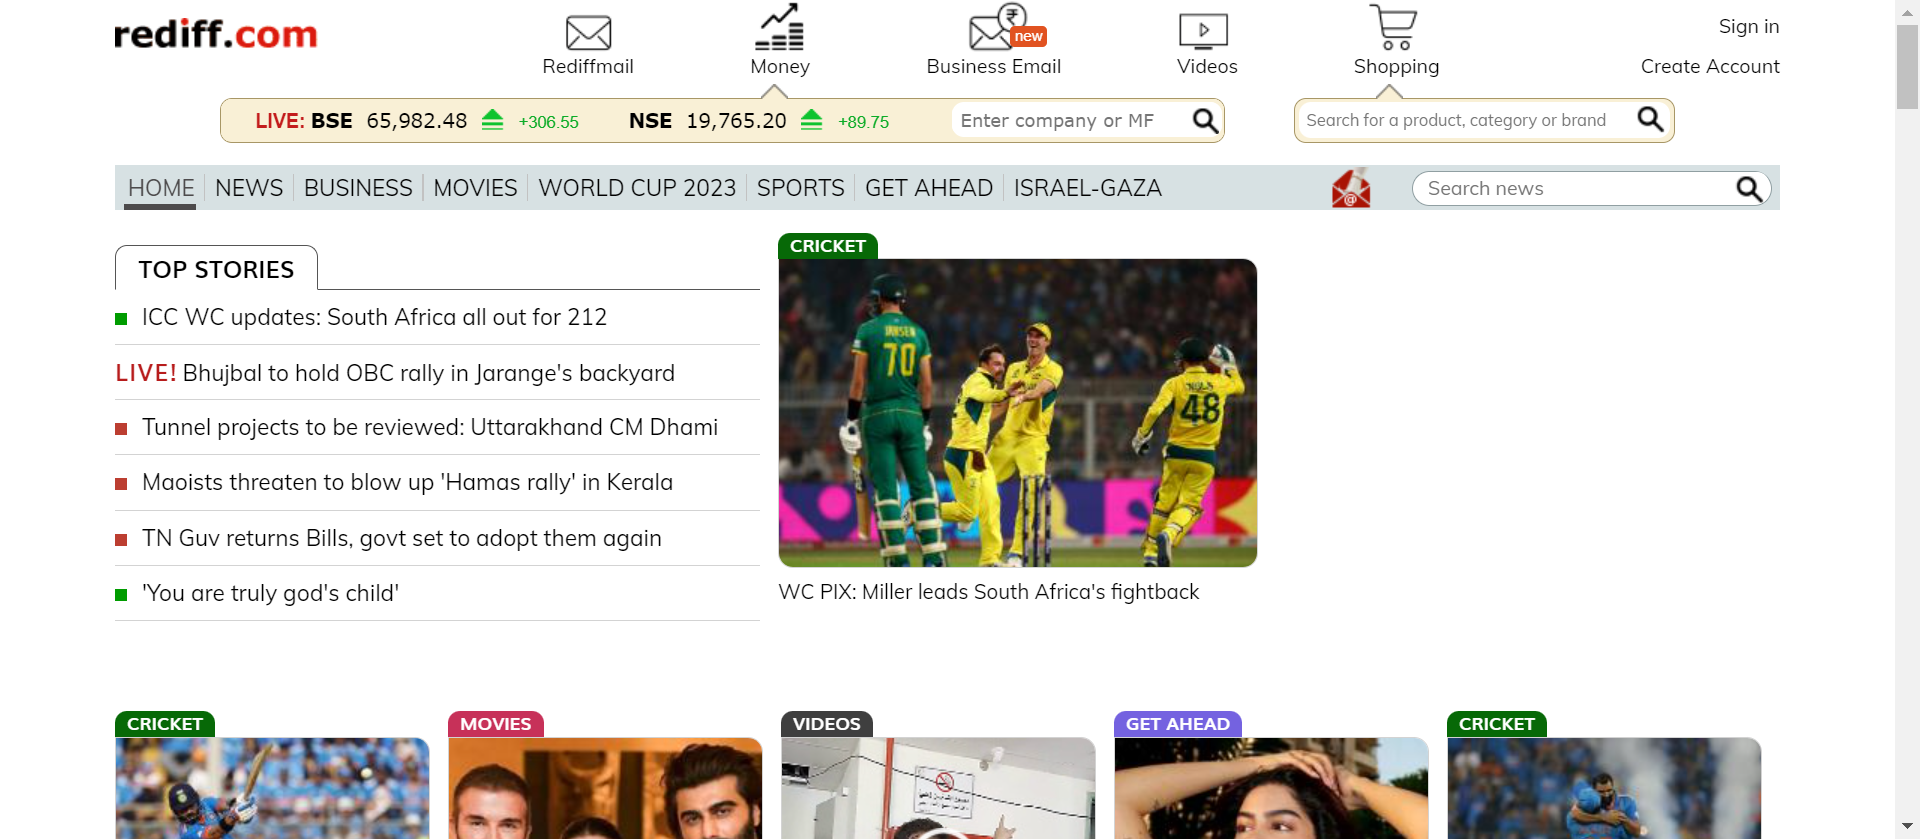 rediff.com
Rediffmail
Money
new
Business Email
Videos
Shopping
Sign in
Create Account
LIVE: BSE 65,982.48 +306.55 NSE 19,765.20 +89.75
Enter company or MF
Search for a product, category or brand
HOME NEWS BUSINESS MOVIES WORLD CUP 2023 SPORTS GET AHEAD ISRAEL-GAZA
Search news
TOP STORIES
ICC WC updates: South Africa all out for 212
LIVE! Bhujbal to hold OBC rally in Jarange's backyard
Tunnel projects to be reviewed: Uttarakhand CM Dhami
Maoists threaten to blow up 'Hamas rally' in Kerala
TN Guv returns Bills, govt set to adopt them again
'You are truly god's child'
CRICKET
JANSEN
70
48
WC PIX: Miller leads South Africa's fightback
CRICKET
MOVIES
VIDEOS
GET AHEAD
CRICKET